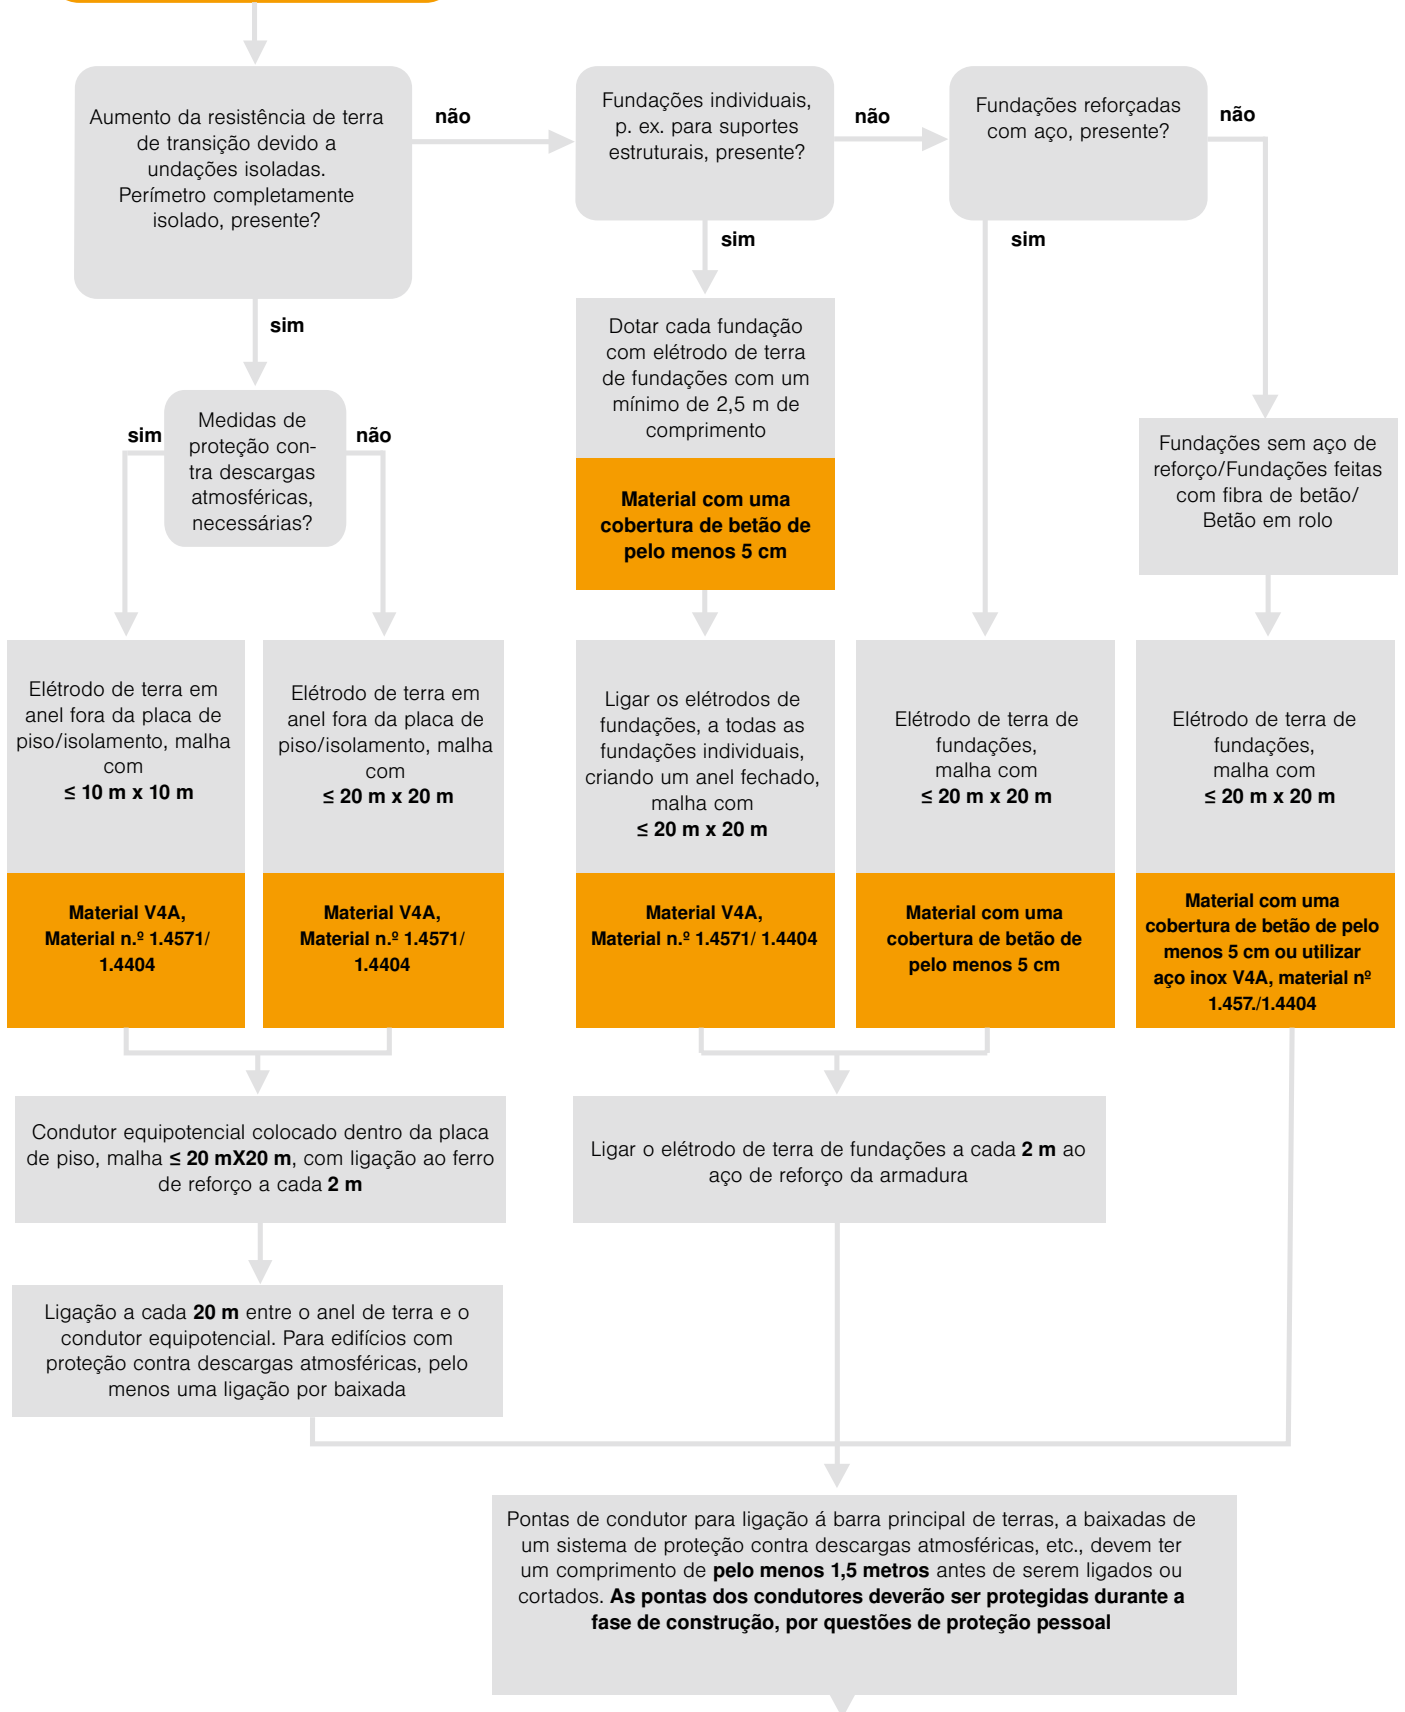 Aumento da resistência de terra
de transição devido a
undações isoladas.
Perímetro completamente
isolado, presente?
não
Fundações individuais,
p. ex. para suportes
estruturais, presente?
não
Fundações reforçadas
com aço, presente?
não
sim
sim
sim
Dotar cada fundação
com elétrodo de terra
de fundações com um
mínimo de 2,5 m de
comprimento
Material com uma
cobertura de betão de
pelo menos 5 cm
sim
Medidas de
proteção con-
tra descargas
atmosféricas,
necessárias?
não
Fundações sem aço de
reforço/Fundações feitas
com fibra de betão/
Betão em rolo
Elétrodo de terra em
anel fora da placa de
piso/isolamento, malha
com
≤ 10 m x 10 m
Material V4A,
Material n.º 1.4571/
1.4404
Elétrodo de terra em
anel fora da placa de
piso/isolamento, malha
com
≤ 20 m x 20 m
Material V4A,
Material n.º 1.4571/
1.4404
Ligar os elétrodos de
fundações, a todas as
fundações individuais,
criando um anel fechado,
malha com
≤ 20 m x 20 m
Material V4A,
Material n.º 1.4571/ 1.4404
Elétrodo de terra de
fundações,
malha com
≤ 20 m x 20 m
Material com uma
cobertura de betão de
pelo menos 5 cm
Elétrodo de terra de
fundações,
malha com
≤ 20 m x 20 m
Material com uma
cobertura de betão de pelo
menos 5 cm ou utilizar
aço inox V4A, material nº
1.457./1.4404
Condutor equipotencial colocado dentro da placa
de piso, malha ≤ 20 mX20 m, com ligação ao ferro
de reforço a cada 2 m
Ligar o elétrodo de terra de fundações a cada 2 m ao
aço de reforço da armadura
Ligação a cada 20 m entre o anel de terra e o
condutor equipotencial. Para edifícios com
proteção contra descargas atmosféricas, pelo
menos uma ligação por baixada
Pontas de condutor para ligação á barra principal de terras, a baixadas de
um sistema de proteção contra descargas atmosféricas, etc., devem ter
um comprimento de pelo menos 1,5 metros antes de serem ligados ou
cortados. As pontas dos condutores deverão ser protegidas durante a
fase de construção, por questões de proteção pessoal